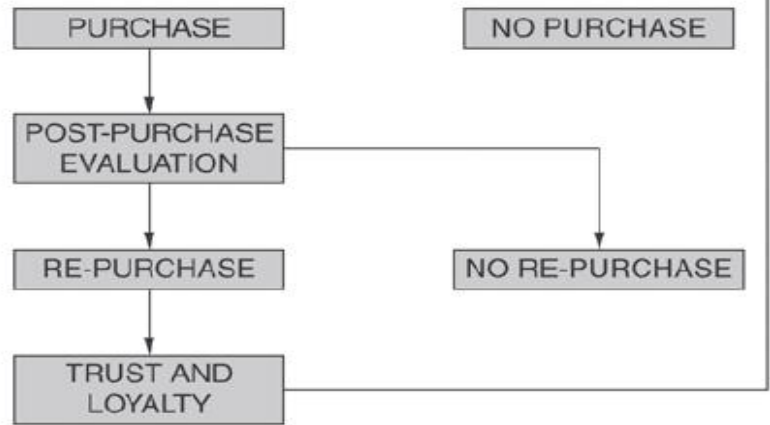 PURCHASE
NO PURCHASE
POST-PURCHASE
EVALUATION
RE-PURCHASE
NO RE-PURCHASE
TRUST AND
LOYALTY